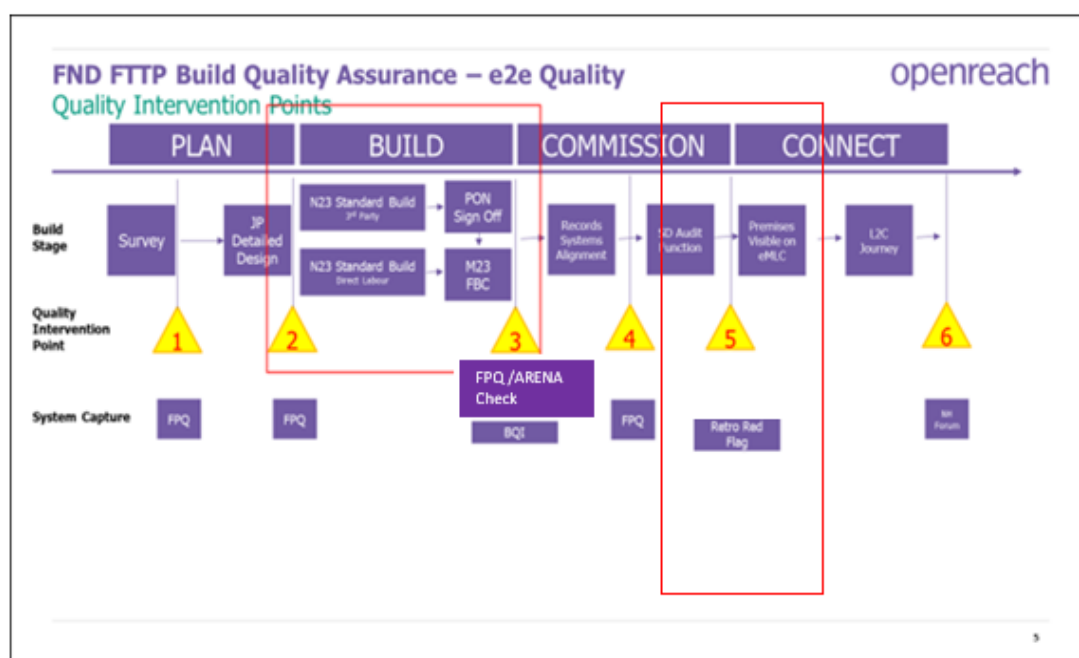 FND FTTP Build Quality Assurance – e2e Quality
openreach
Quality Intervention Points
PLAN
BUILD
COMMISSION
CONNECT
Build
Stage
Survey
JP
Detailed
Design
N23 Standard Build
3rd Party
N23 Standard Build
Direct Labour
PON
Sign Off
M23
FBC
Records
Systems
Alignment
SD Audit
Function
Premises
Visible on
eMLC
L2C
Journey
Quality
Intervention
Point
1
2
3
4
5
6
FPQ/ARENA
Check
System Capture
FPQ
FPQ
BQI
FPQ
Retro Red
Flag
Forum
5